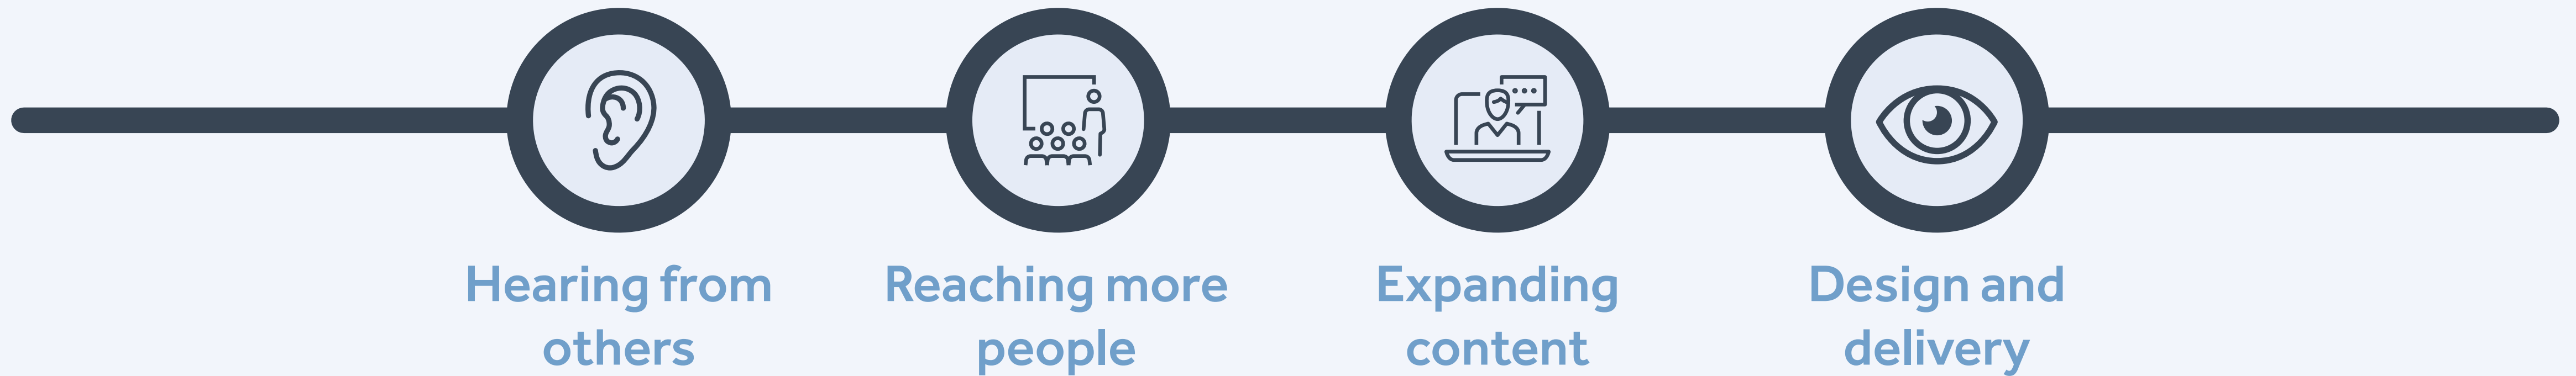 Hearing from
others
Reaching more
people
Expanding
content
Design and
delivery